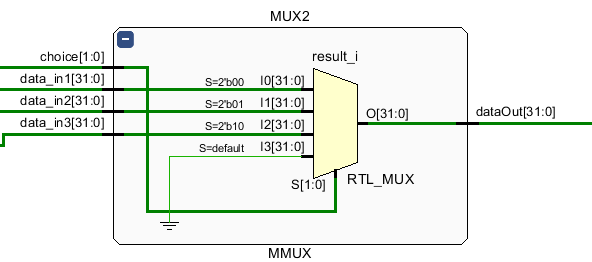 MUX2
choice[1:0]
result_i
data_in1[31:0]
S=2'b00
I0[31:0]
data_in2[31:0]
S=2'b01
I1[31:0]
O[31:0]
dataOut[31:0]
data_in3[31:0]
S=2'b10
I2[31:0]
S=default
I3[31:0]
S[1:0]
RTL_MUX
MMUX